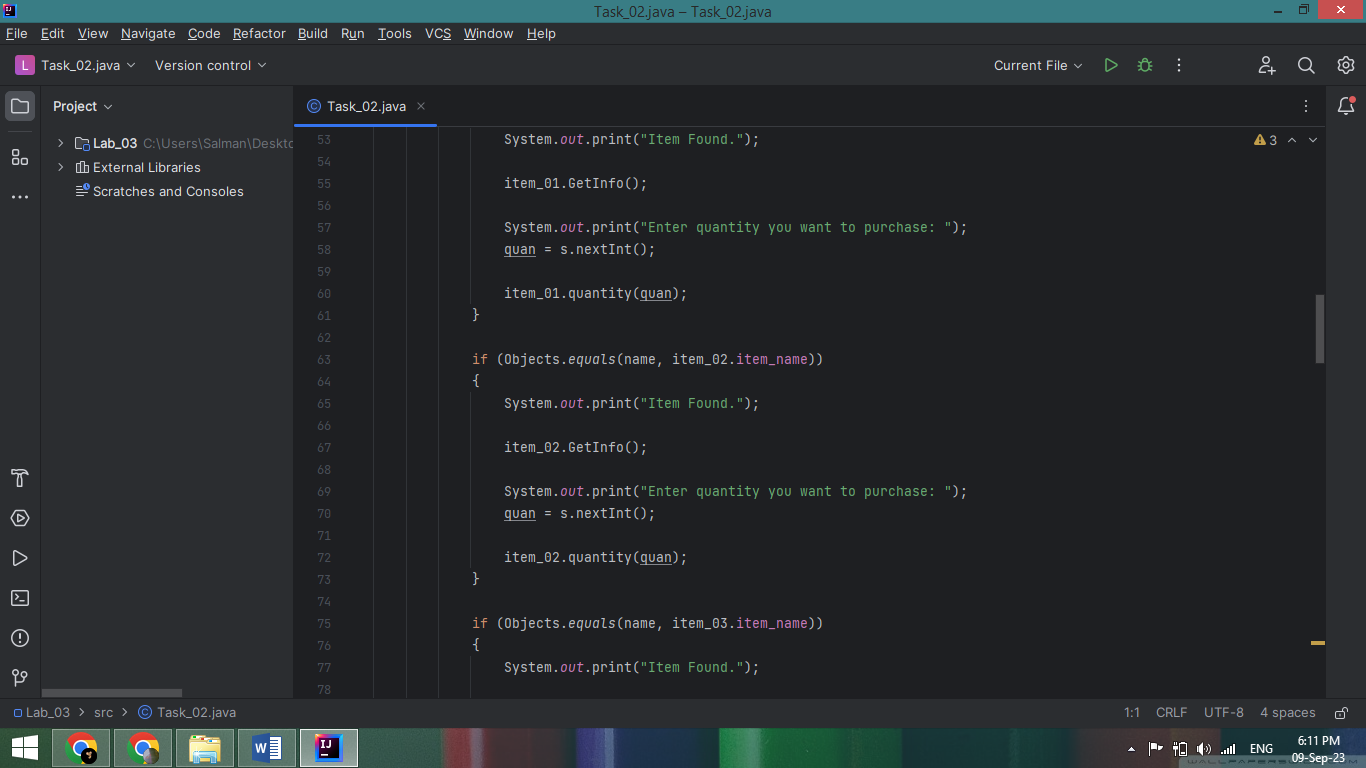 Task_02.java – Task_02.java
File Edit View Navigate Code Refactor Build Run Tools VCS Window Help
L Task_02.java Version control Current File
Project
Task_02.java
Lab_03 C:\Users\Salman\Deskto
External Libraries
Scratches and Consoles
3
53 System.out.print("Item Found.");
54
55 item_01.GetInfo();
56
57 System.out.print("Enter quantity you want to purchase: ");
58 quan = s.nextInt();
59
60 item_01.quantity(quan);
61 }
62
63 if (Objects.equals(name, item_02.item_name))
64 {
65 System.out.print("Item Found.");
66
67 item_02.GetInfo();
68
69 System.out.print("Enter quantity you want to purchase: ");
70 quan = s.nextInt();
71
72 item_02.quantity(quan);
73 }
74
75 if (Objects.equals(name, item_03.item_name))
76 {
77 System.out.print("Item Found.");
78
Lab_03 > src > Task_02.java 1:1 CRLF UTF-8 4 spaces
ENG
6:11 PM
09-Sep-23